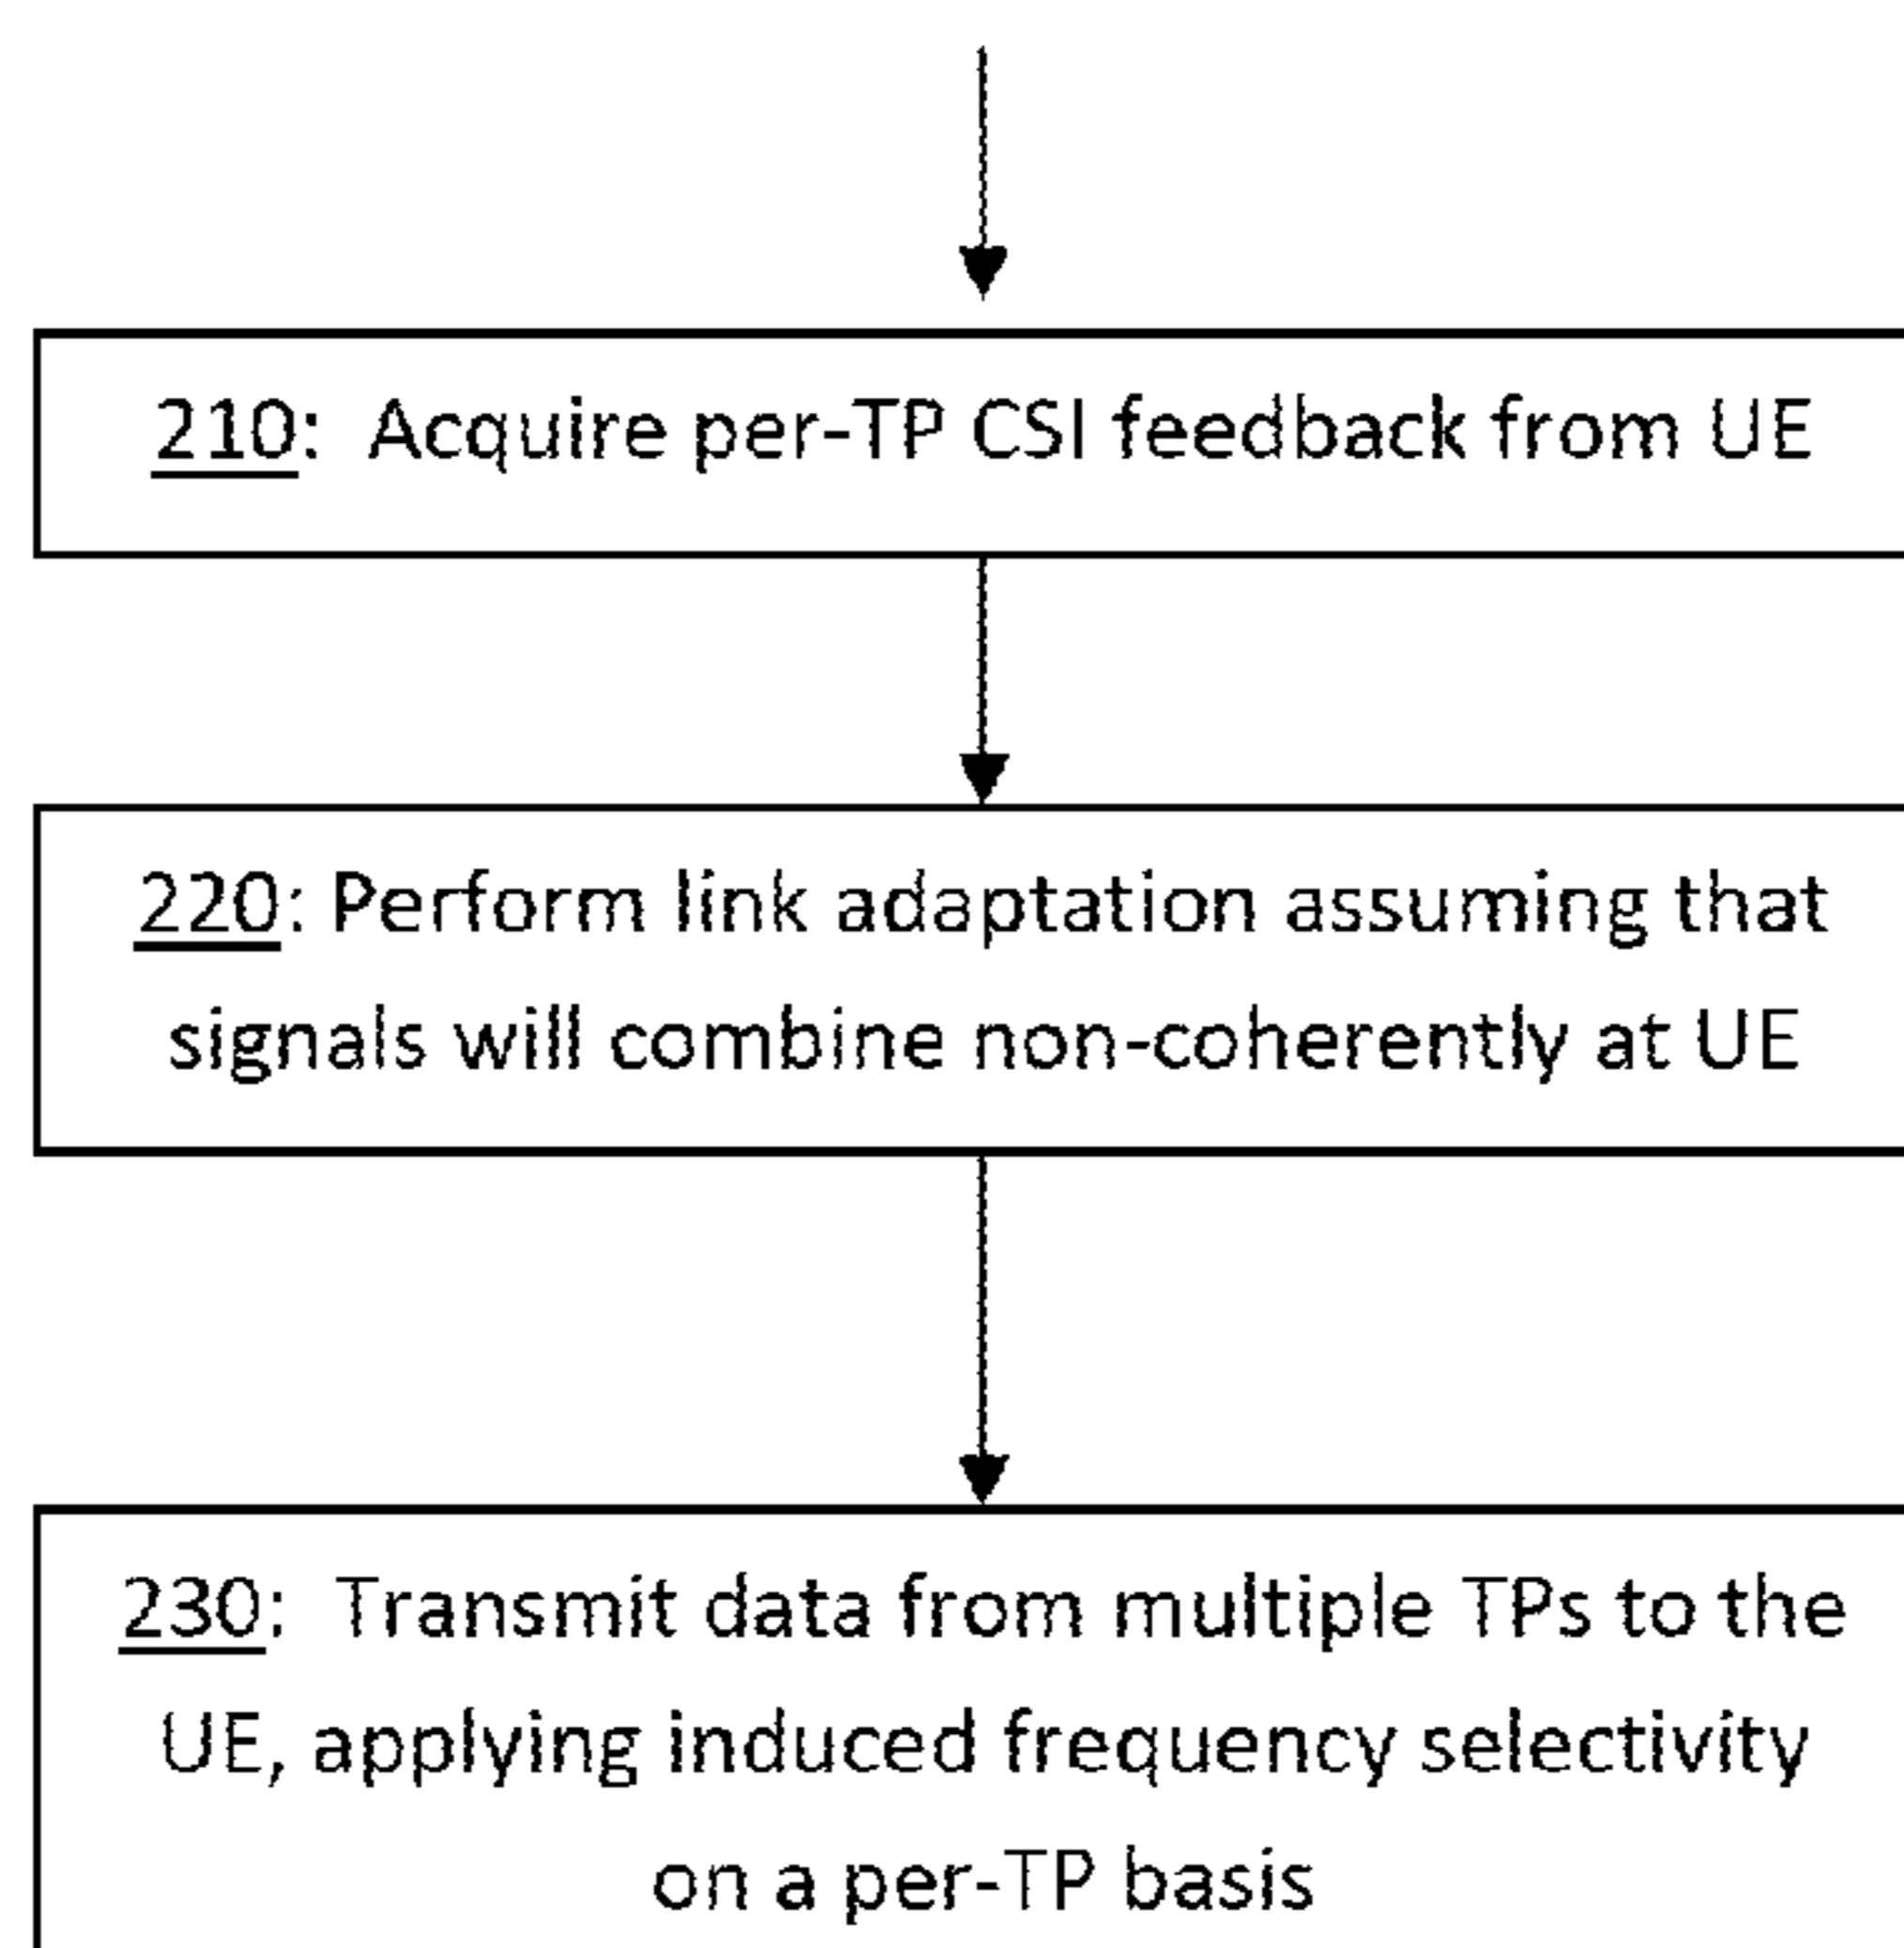 210: Acquire per-TP CSI feedback from UE
220: Perform link adaptation assuming that
signals will combine non-coherently at UE
230: Transmit data from multiple TPs to the
UE, applying induced frequency selectivity
on a per-TP basis